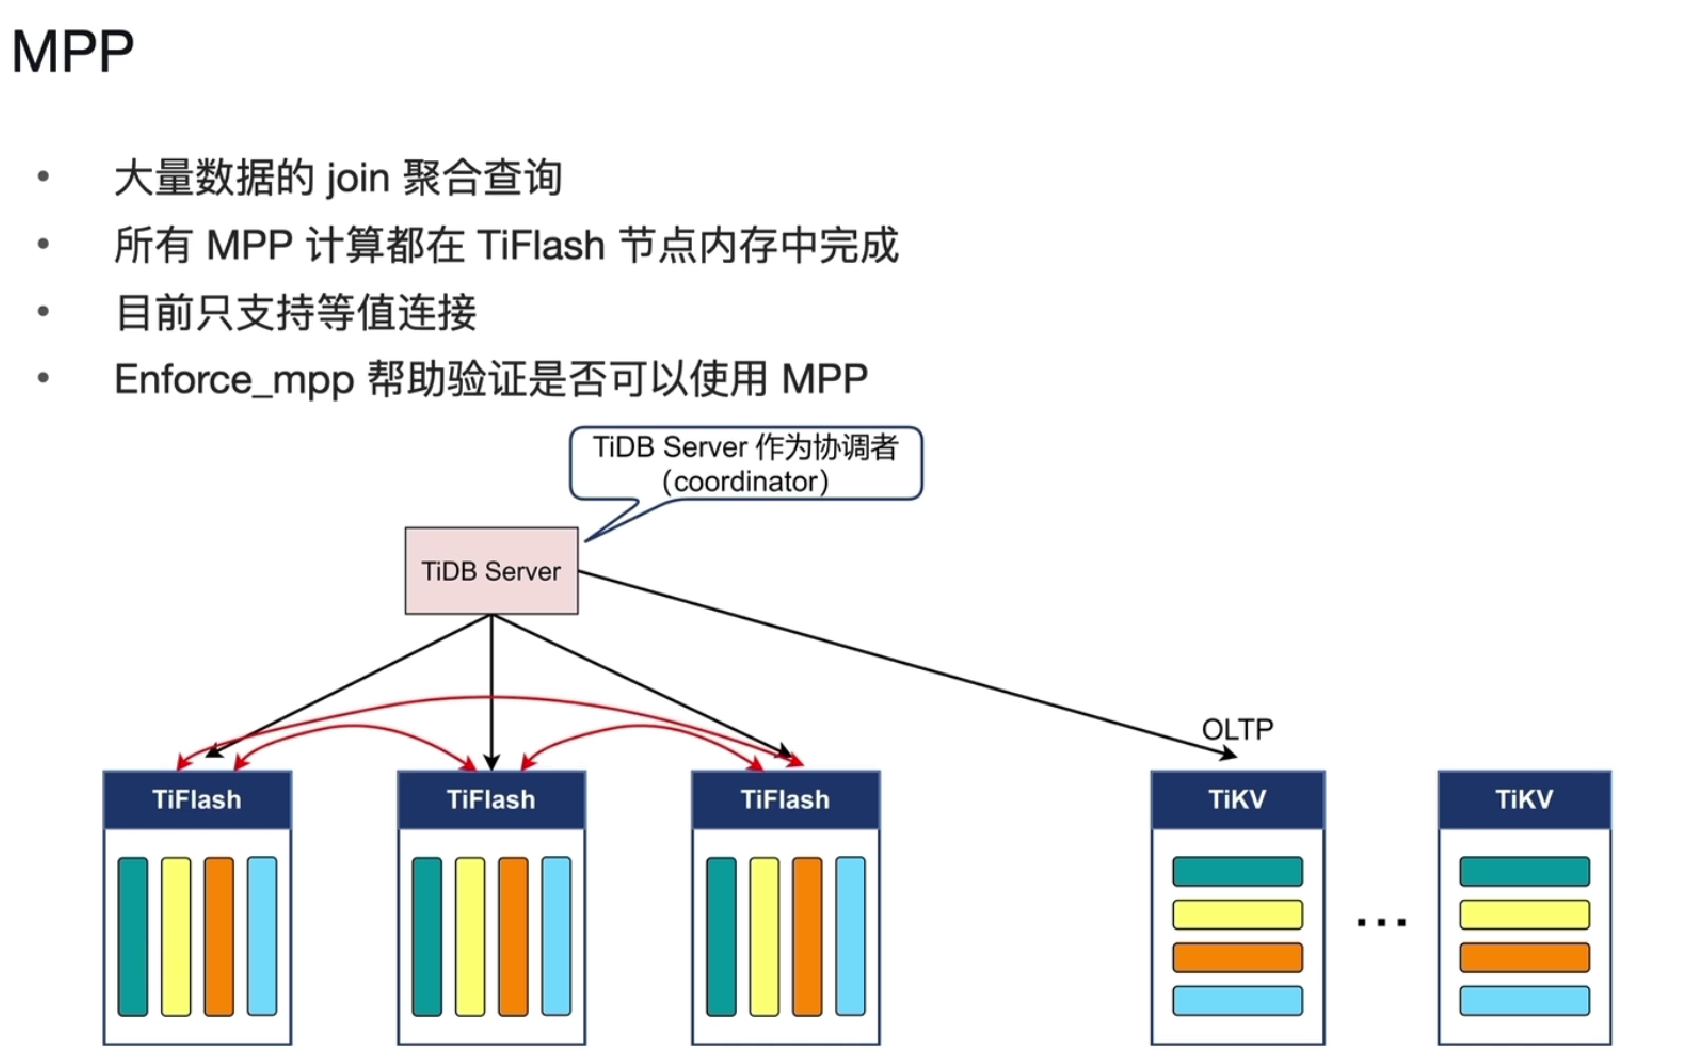 MPP
大量数据的 join 聚合查询
所有 MPP 计算都在 TiFlash 节点内存中完成
目前只支持等值连接
Enforce_mpp 帮助验证是否可以使用 MPP
TiDB Server 作为协调者
（coordinator）
TiDB Server
OLTP
TiFlash
TiFlash
TiFlash
TiKV
TiKV
...